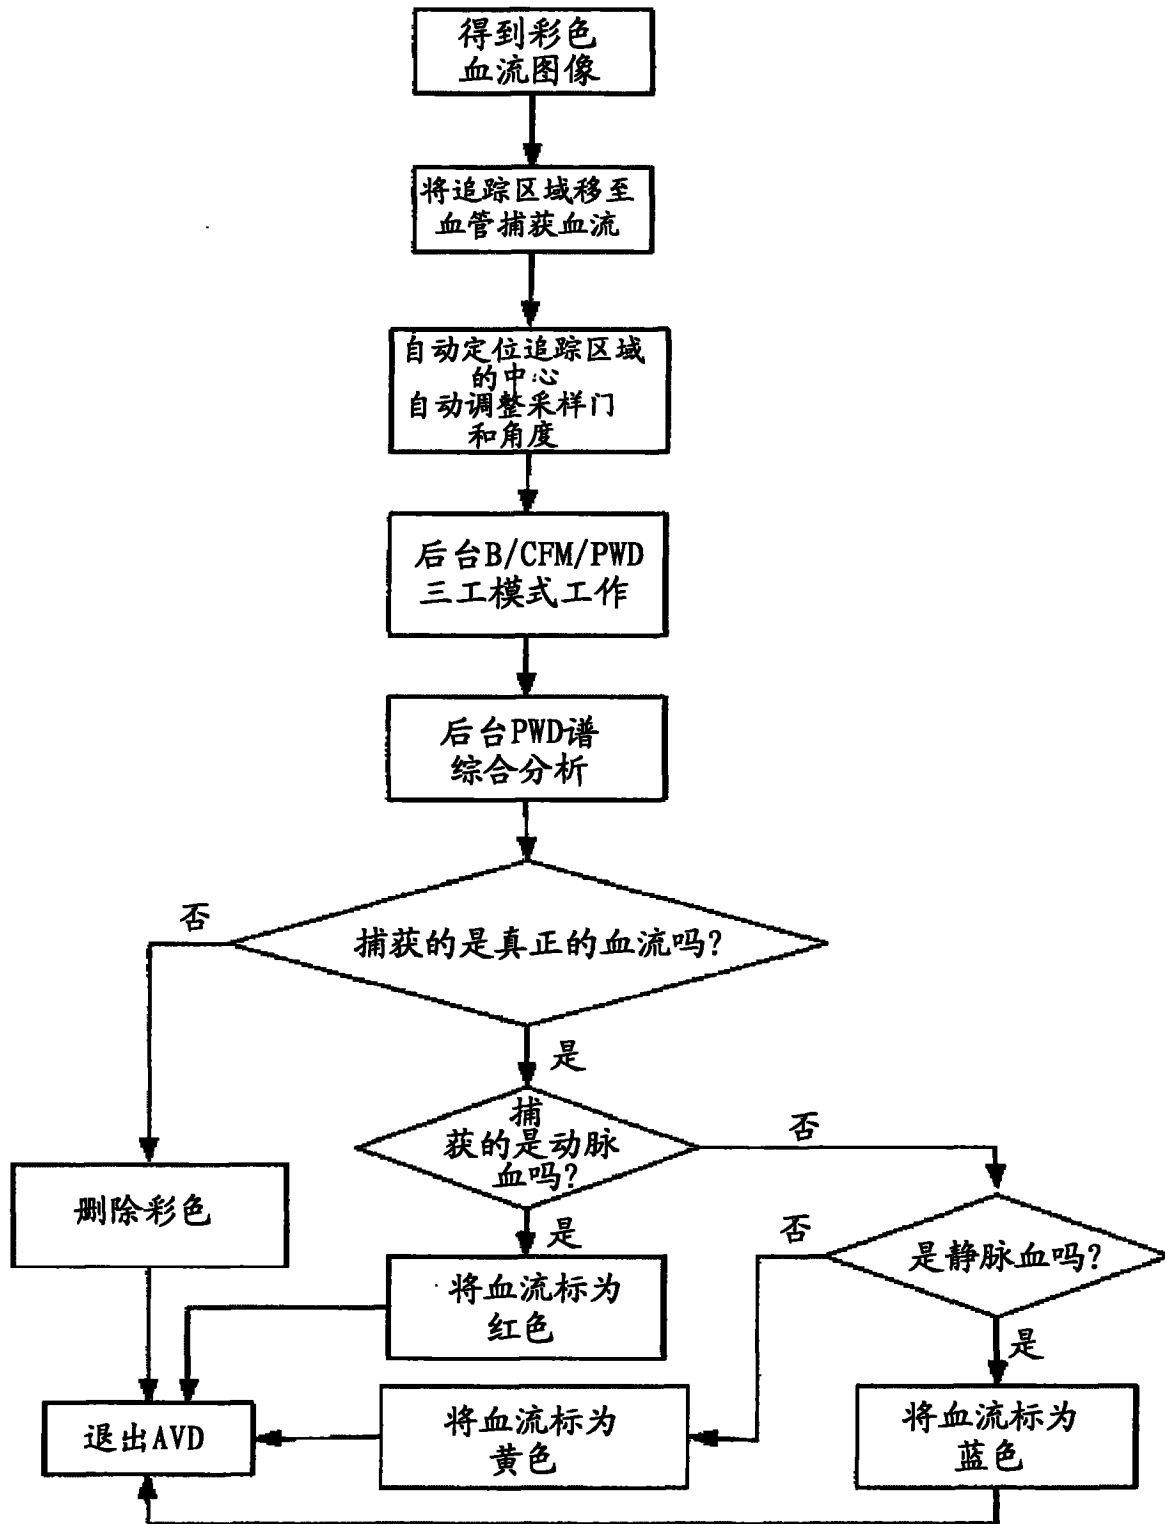 得到彩色
血流图像
将追踪区域移至
血管捕获血流
自动定位追踪区域
的中心
自动调整采样门
和角度
后台B/CFM/PWD
三工模式工作
后台PWD谱
综合分析
捕获的是真正的血流吗?
否
是
捕
获的是动脉
血吗?
否
是
删除彩色
将血流标为
红色
是静脉血吗?
否
是
退出AVD
将血流标为
黄色
将血流标为
蓝色